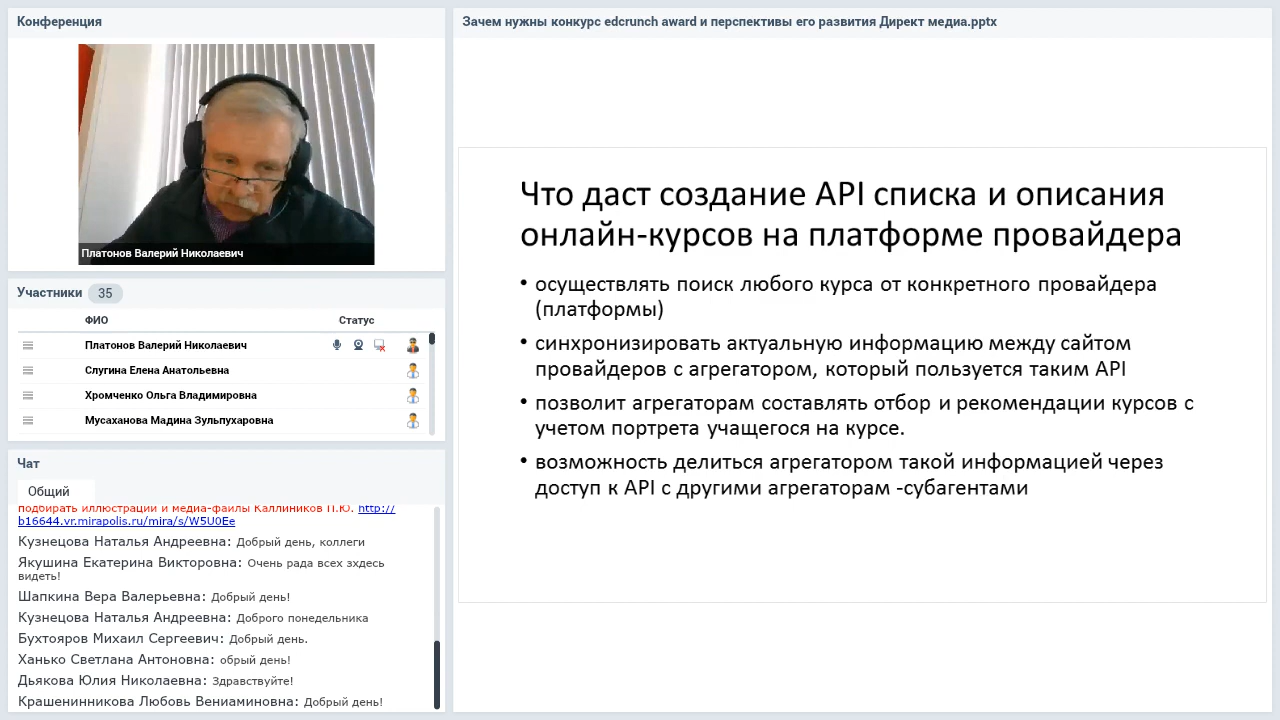 Конференция
Платонов Валерий Николаевич
Участники 35
ФИО Статус
Платонов Валерий Николаевич
Слугина Елена Анатольевна
Хромченко Ольга Владимировна
Мусаханова Мадина Зульпухаровна
Чат
Общий
подбирать иллюстрации и медиа-файлы Каллиников П.Ю. http://
b16644.vr.mirapolis.ru/mira/s/W5U0Ee
Кузнецова Наталья Андреевна: Добрый день, коллеги
Якушина Екатерина Викторовна: Очень рада всех зхдесь
видеть!
Шапкина Вера Валерьевна: Добрый день!
Кузнецова Наталья Андреевна: Доброго понедельника
Бухтояров Михаил Сергеевич: Добрый день.
Ханько Светлана Антоновна: обрый день!
Дьякова Юлия Николаевна: Здравствуйте!
Крашенинникова Любовь Вениаминовна: Добрый день!
Зачем нужны конкурс edcrunch award и перспективы его развития Директ медиа.pptx
Что даст создание API списка и описания
онлайн-курсов на платформе провайдера
• осуществлять поиск любого курса от конкретного провайдера
(платформы)
• синхронизировать актуальную информацию между сайтом
провайдеров с агрегатором, который пользуется таким API
• позволит агрегаторам составлять отбор и рекомендации курсов с
учетом портрета учащегося на курсе.
• возможность делиться агрегатором такой информацией через
доступ к API с другими агрегаторам -субагентами